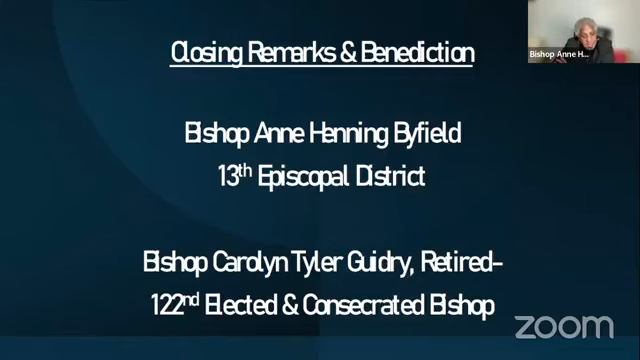 Closing Remarks & Benediction
Bishop Anne H...
Bishop Anne Henning Byfield
13th Episcopal District
Bishop Carolyn Tyler Guidry, Retired-
122nd Elected & Consecrated Bishop
zoom